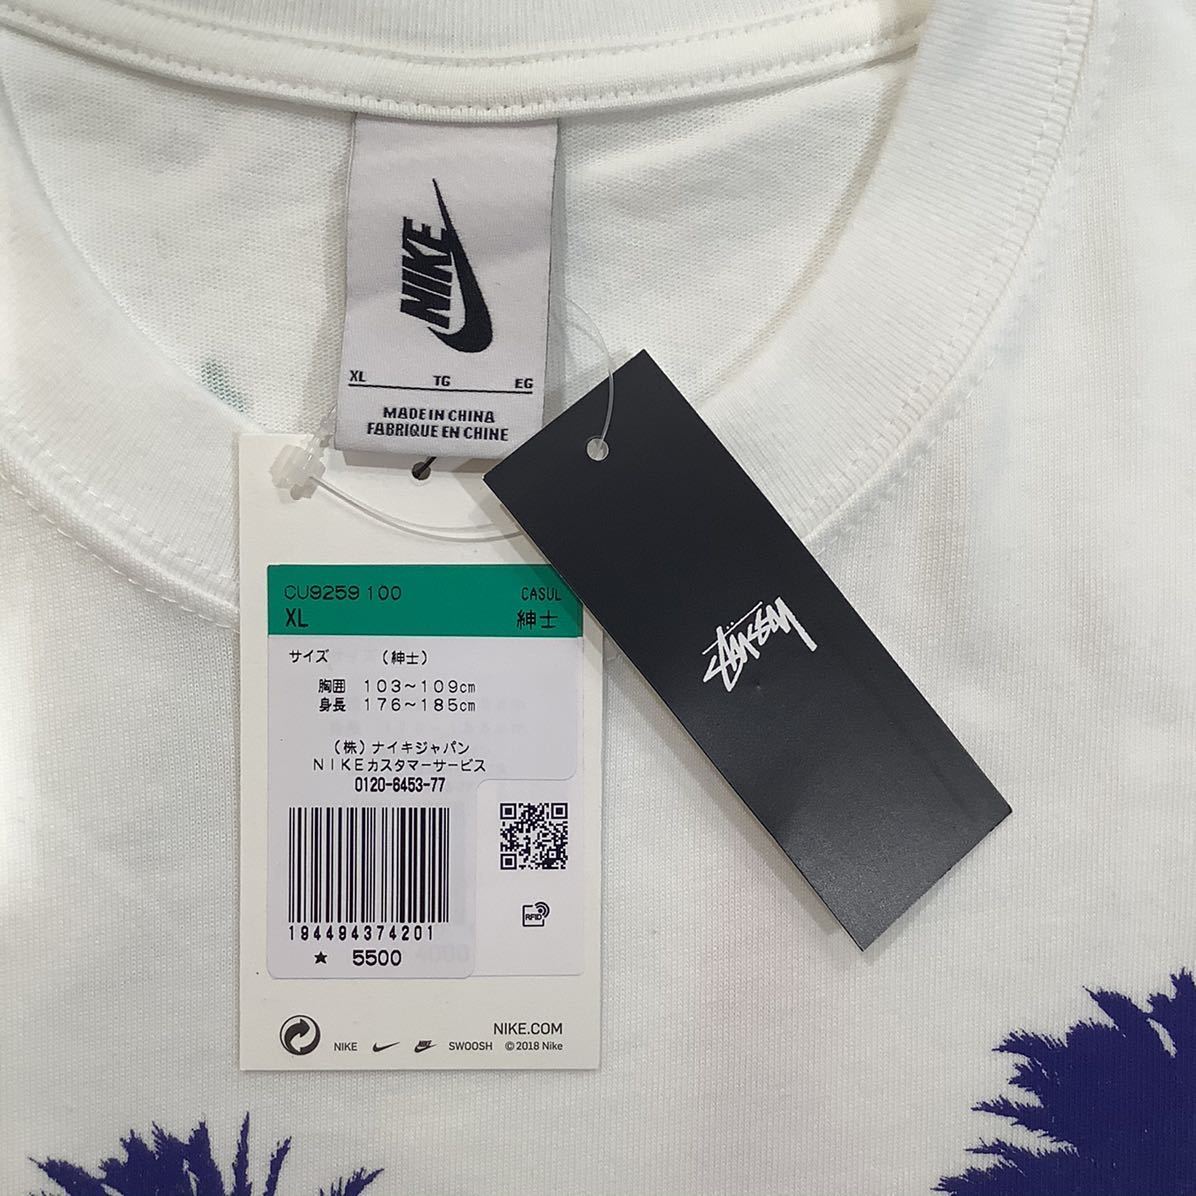 NIKE
XL TG EG
MADE IN CHINA
FABRIQUE EN CHINE
CU9259 100 CASUL
XL 紳士
サイズ (紳士)
胸囲 103~109cm
身長 176~185cm
(株)ナイキジャパン
NIKEカスタマーサービス
0120-6453-77
194494374201
★ 5500
RFID
NIKE.COM
NIKE SWOOSH © 2018 Nike
STÜSSY